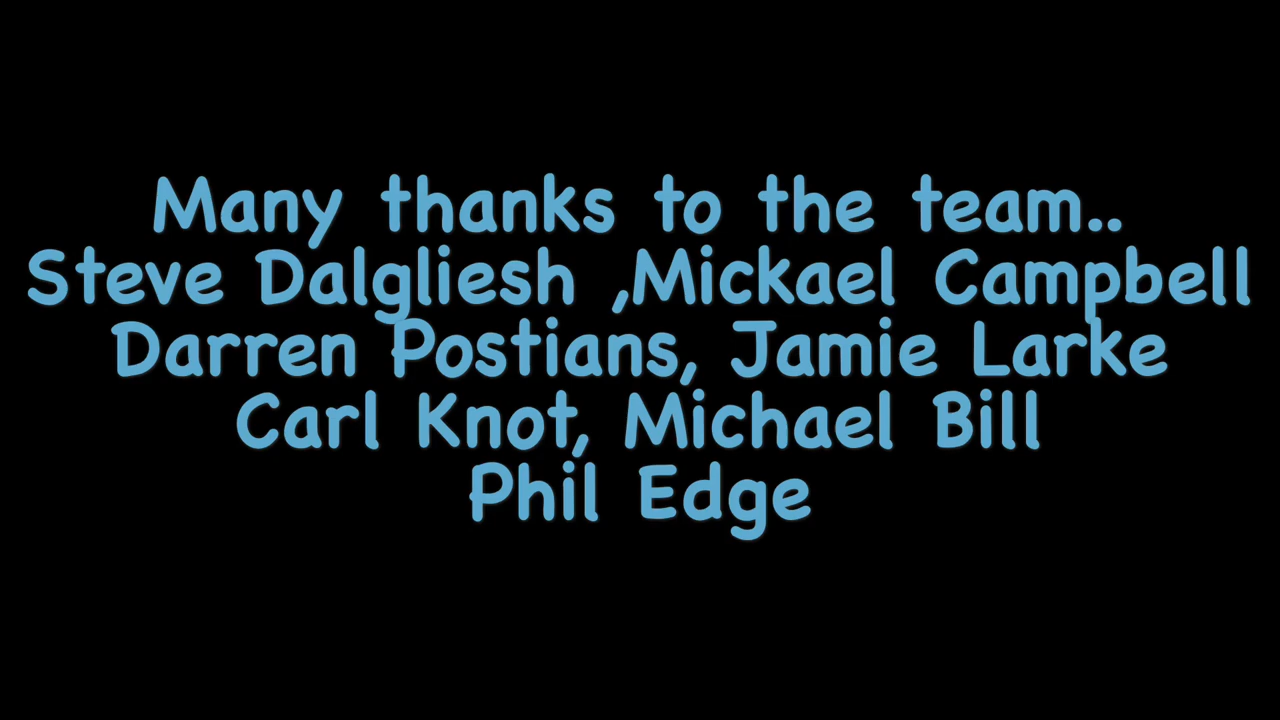 Many thanks to the team..
Steve Dalgliesh ,Mickael Campbell
Darren Postians, Jamie Larke
Carl Knot, Michael Bill
Phil Edge